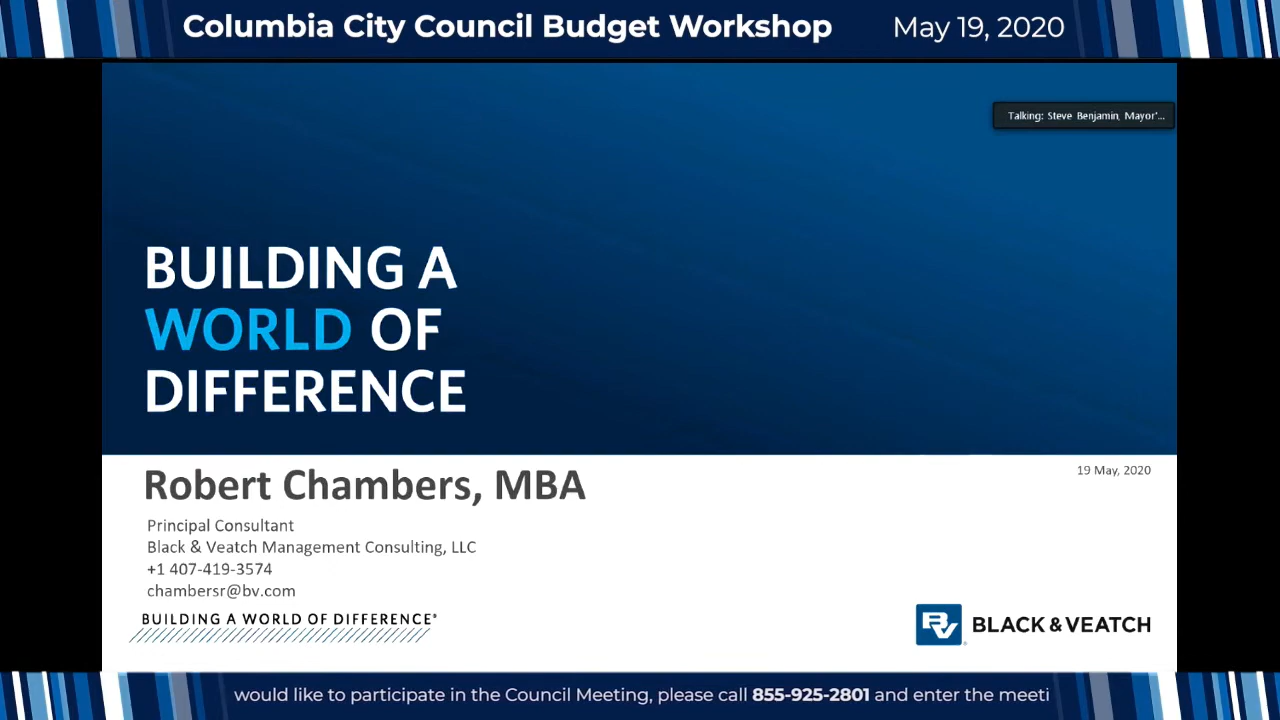 Columbia City Council Budget Workshop May 19, 2020
Talking: Steve Benjamin, Mayor'...
BUILDING A
WORLD OF
DIFFERENCE
Robert Chambers, MBA
19 May, 2020
Principal Consultant
Black & Veatch Management Consulting, LLC
+1 407-419-3574
chambersr@bv.com
BUILDING A WORLD OF DIFFERENCE®
BV® BLACK & VEATCH
would like to participate in the Council Meeting, please call 855-925-2801 and enter the meeti